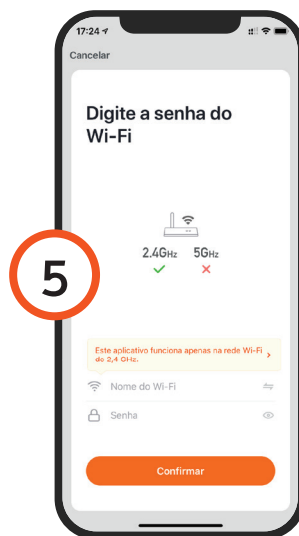 17:24
Cancelar
Digite a senha do
Wi-Fi
2.4GHz 5GHz
5
Este aplicativo funciona apenas na rede Wi-Fi
de 2,4 GHz.
Nome do Wi-Fi
Senha
Confirmar